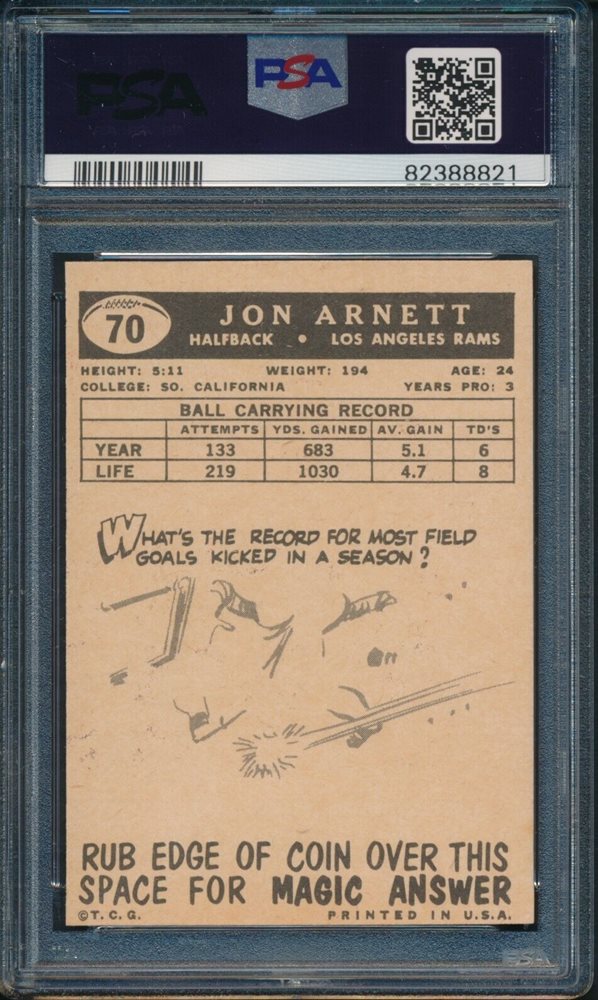 PSA
PSA
82388821
70
JON ARNETT
HALFBACK • LOS ANGELES RAMS
HEIGHT: 5:11 WEIGHT: 194 AGE: 24
COLLEGE: SO. CALIFORNIA YEARS PRO: 3
BALL CARRYING RECORD
ATTEMPTS YDS. GAINED AV. GAIN TD'S
YEAR 133 683 5.1 6
LIFE 219 1030 4.7 8
WHAT'S THE RECORD FOR MOST FIELD
GOALS KICKED IN A SEASON?
RUB EDGE OF COIN OVER THIS
SPACE FOR MAGIC ANSWER
©T.C.G. PRINTED IN U.S.A.
PSA